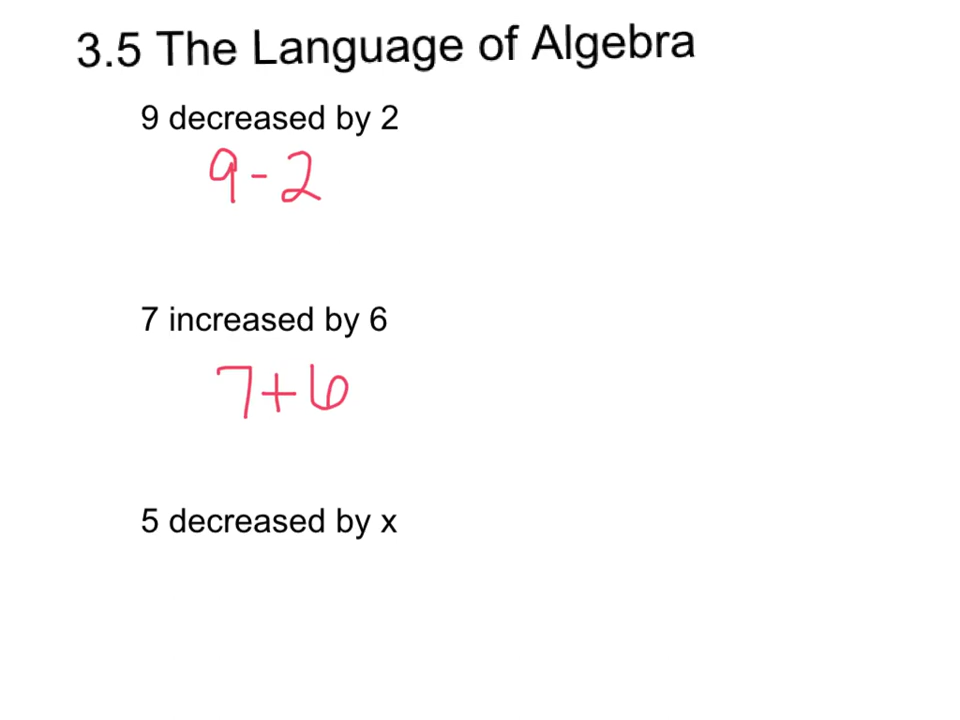 3.5 The Language of Algebra
9 decreased by 2
9 - 2
7 increased by 6
7 + 6
5 decreased by x